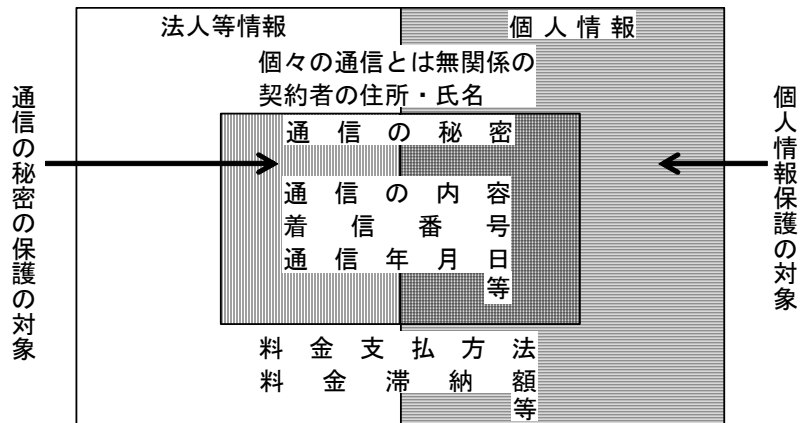 法人等情報
個人情報
個々の通信とは無関係の
契約者の住所・氏名
通信の秘密の保護の対象
通信の秘密
通信の内容
着信番号
通信年月日
等
個人情報保護の対象
料金支払方法
料金滞納額
等